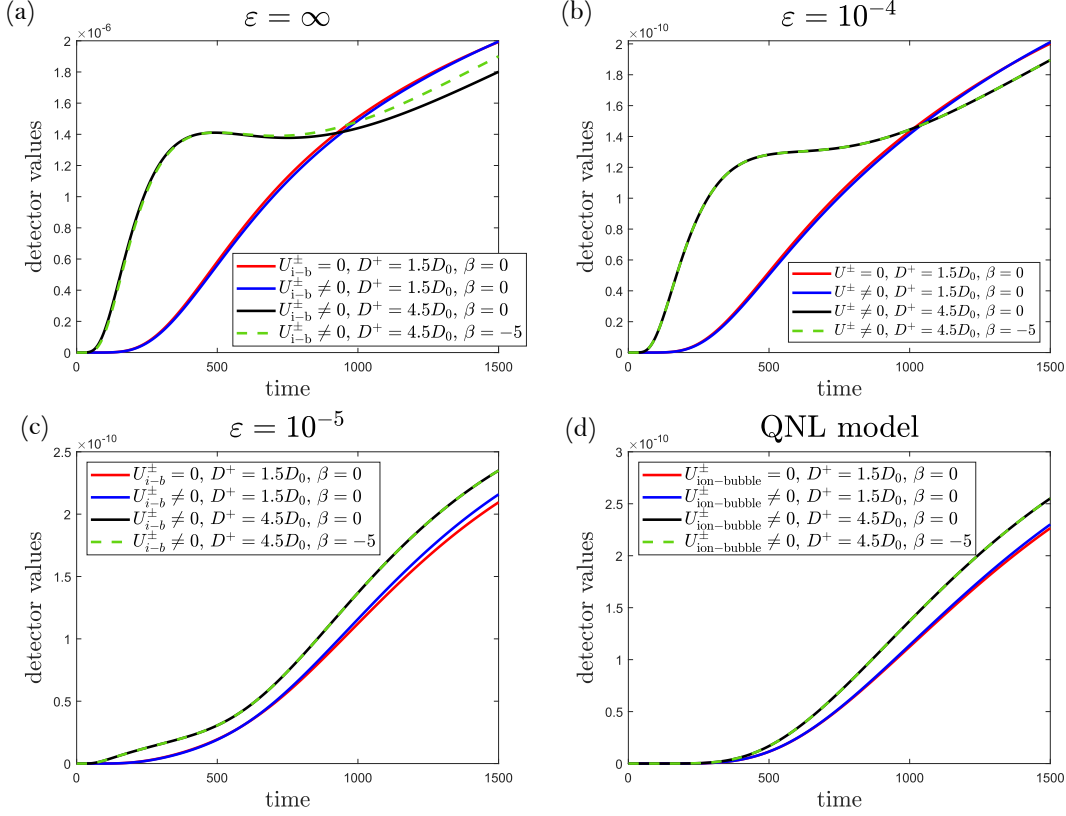 (a)
ε = ∞
×10⁻⁶
2
1.8
1.6
1.4
1.2
1
0.8
0.6
0.4
0.2
0
detector values
U±i−b = 0, D⁺ = 1.5D₀, β = 0
U±i−b ≠ 0, D⁺ = 1.5D₀, β = 0
U±i−b ≠ 0, D⁺ = 4.5D₀, β = 0
U±i−b ≠ 0, D⁺ = 4.5D₀, β = −5
0 500 1000 1500
time
(b)
ε = 10⁻⁴
×10⁻¹⁰
2
1.8
1.6
1.4
1.2
1
0.8
0.6
0.4
0.2
0
detector values
U± = 0, D⁺ = 1.5D₀, β = 0
U± ≠ 0, D⁺ = 1.5D₀, β = 0
U± ≠ 0, D⁺ = 4.5D₀, β = 0
U± ≠ 0, D⁺ = 4.5D₀, β = −5
0 500 1000 1500
time
(c)
ε = 10⁻⁵
×10⁻¹⁰
2.5
2
1.5
1
0.5
0
detector values
U±i−b = 0, D⁺ = 1.5D₀, β = 0
U±i−b ≠ 0, D⁺ = 1.5D₀, β = 0
U±i−b ≠ 0, D⁺ = 4.5D₀, β = 0
U±i−b ≠ 0, D⁺ = 4.5D₀, β = −5
0 500 1000 1500
time
(d)
QNL model
×10⁻¹⁰
3
2.5
2
1.5
1
0.5
0
detector values
U±ion−bubble = 0, D⁺ = 1.5D₀, β = 0
U±ion−bubble ≠ 0, D⁺ = 1.5D₀, β = 0
U±ion−bubble ≠ 0, D⁺ = 4.5D₀, β = 0
U±ion−bubble ≠ 0, D⁺ = 4.5D₀, β = −5
0 500 1000 1500
time